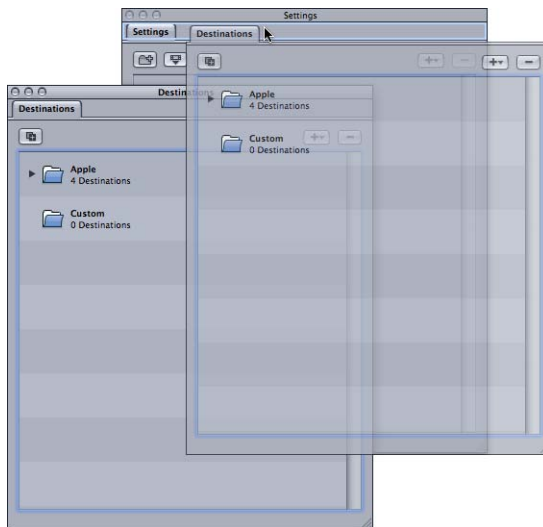 Settings
Settings
Destinations
Destinations
Destinations
Apple
4 Destinations
Custom
0 Destinations
Apple
4 Destinations
Custom
0 Destinations